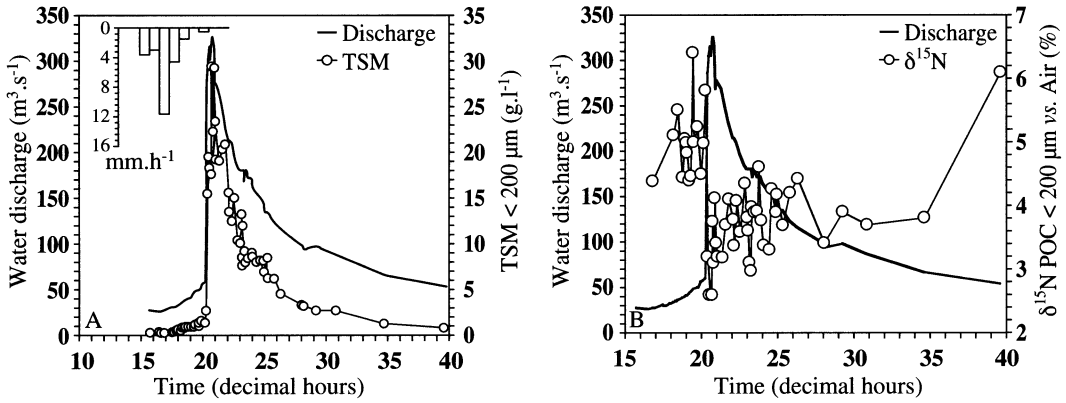 350
300
250
200
150
100
50
0
Water discharge (m³.s⁻¹)
0
4
8
12
16
mm.h⁻¹
Discharge
TSM
35
30
25
20
15
10
5
0
TSM < 200 µm (g.l⁻¹)
A
10 15 20 25 30 35 40
Time (decimal hours)
350
300
250
200
150
100
50
0
Water discharge (m³.s⁻¹)
Discharge
δ¹⁵N
7
6
5
4
3
2
δ¹⁵N POC < 200 µm vs. Air (%)
B
15 20 25 30 35 40
Time (decimal hours)